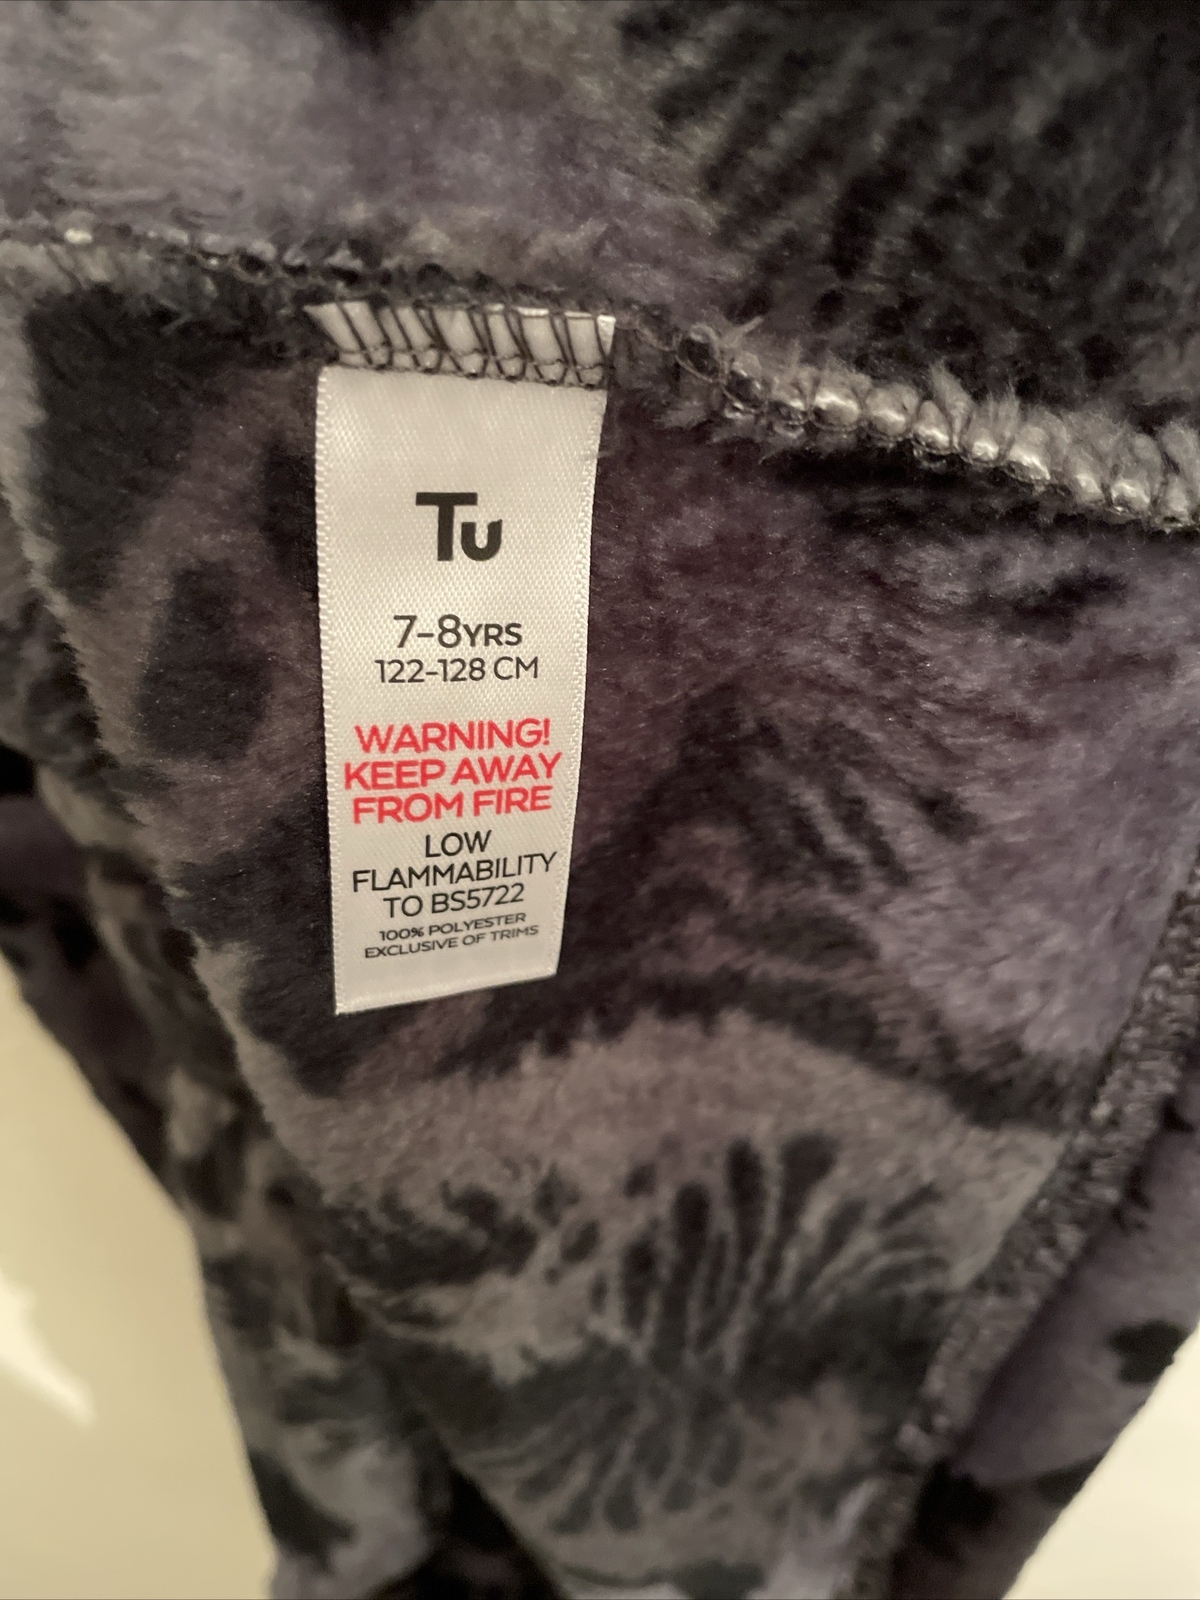 Tu
7-8YRS
122-128 CM
WARNING!
KEEP AWAY
FROM FIRE
LOW
FLAMMABILITY
TO BS5722
100% POLYESTER
EXCLUSIVE OF TRIMS